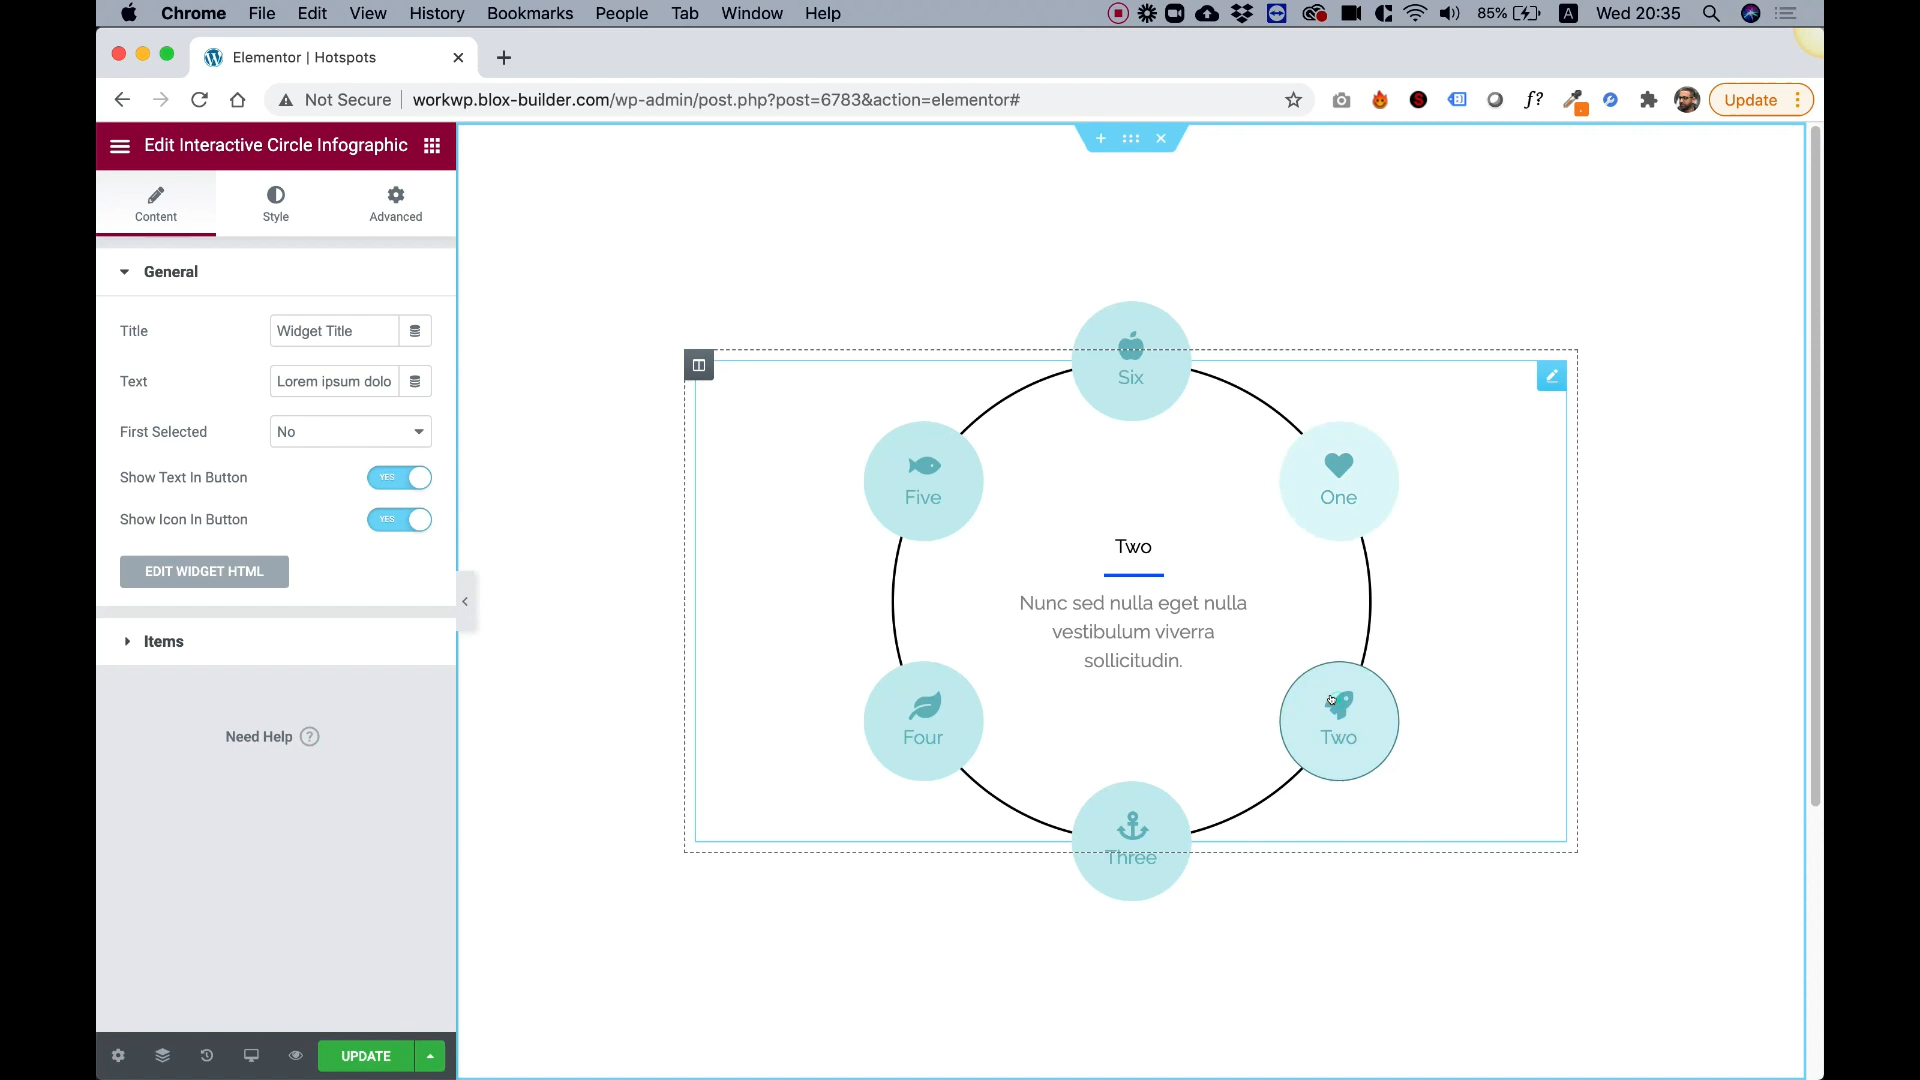 Chrome File Edit View History Bookmarks People Tab Window Help 85% A Wed 20:35
Elementor | Hotspots
Not Secure workwp.blox-builder.com/wp-admin/post.php?post=6783&action=elementor# S f? Update
Edit Interactive Circle Infographic
Content Style Advanced
General
Title Widget Title
Text Lorem ipsum dolo
First Selected No
Show Text In Button YES
Show Icon In Button YES
EDIT WIDGET HTML
Items
Need Help ?
UPDATE
Six
Five
One
Two
Nunc sed nulla eget nulla
vestibulum viverra
sollicitudin.
Four
Two
Three